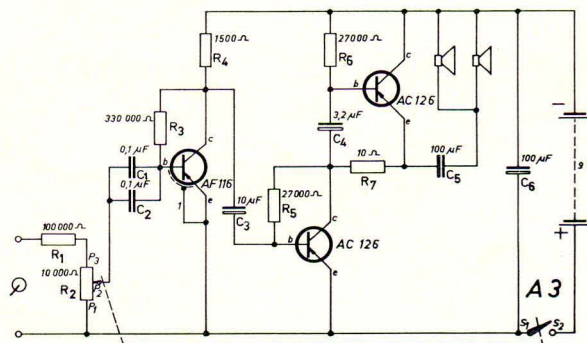 1500 Ω
R4
27000 Ω
R6
c
b
AC 126
e
330 000 Ω
R3
3,2 µF
C4
100 µF
C6
−
9
+
0,1 µF
C1
b
c
AF 116
e
1
0,1 µF
C2
10 µF
C3
27000 Ω
R5
10 Ω
R7
100 µF
C5
c
b
AC 126
e
100 000 Ω
R1
P3
10 000 Ω
R2
P2
P1
A3
S1
S2